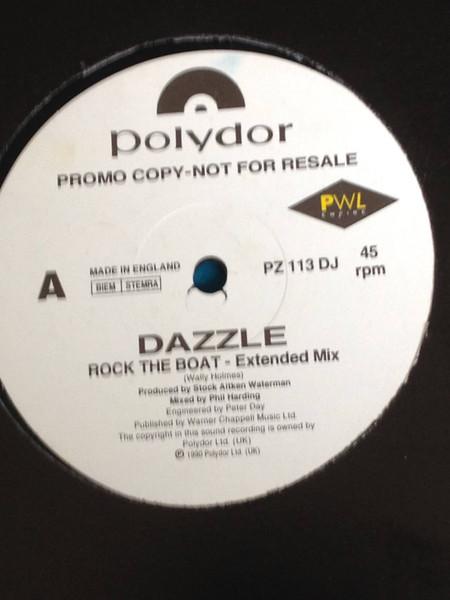 polydor
PROMO COPY-NOT FOR RESALE
PWL
empire
A
MADE IN ENGLAND
BIEM STEMRA
PZ 113 DJ
45
rpm
DAZZLE
ROCK THE BOAT - Extended Mix
(Wally Holmes)
Produced by Stock Aitken Waterman
Mixed by Phil Harding
Engineered by Peter Day
Published by Warner Chappell Music Ltd.
The copyright in this sound recording is owned by
Polydor Ltd. (UK)
℗ 1990 Polydor Ltd. (UK)